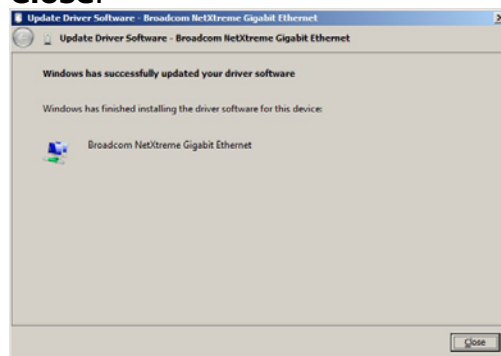 Close.
Update Driver Software - Broadcom NetXtreme Gigabit Ethernet
Update Driver Software - Broadcom NetXtreme Gigabit Ethernet
Windows has successfully updated your driver software
Windows has finished installing the driver software for this device:
Broadcom NetXtreme Gigabit Ethernet
Close